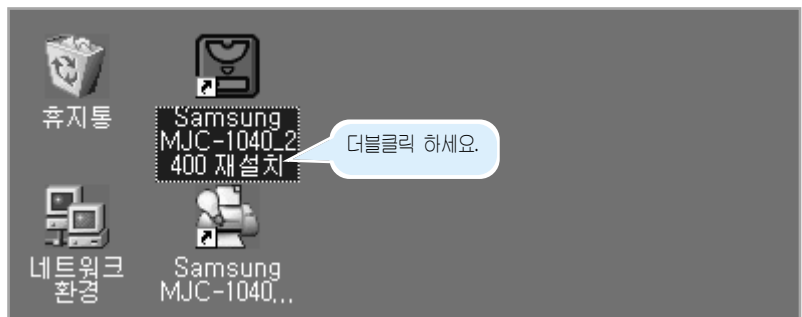 휴지통
Samsung
MJC-1040_2
400 재설치
더블클릭 하세요.
네트워크
환경
Samsung
MJC-1040...